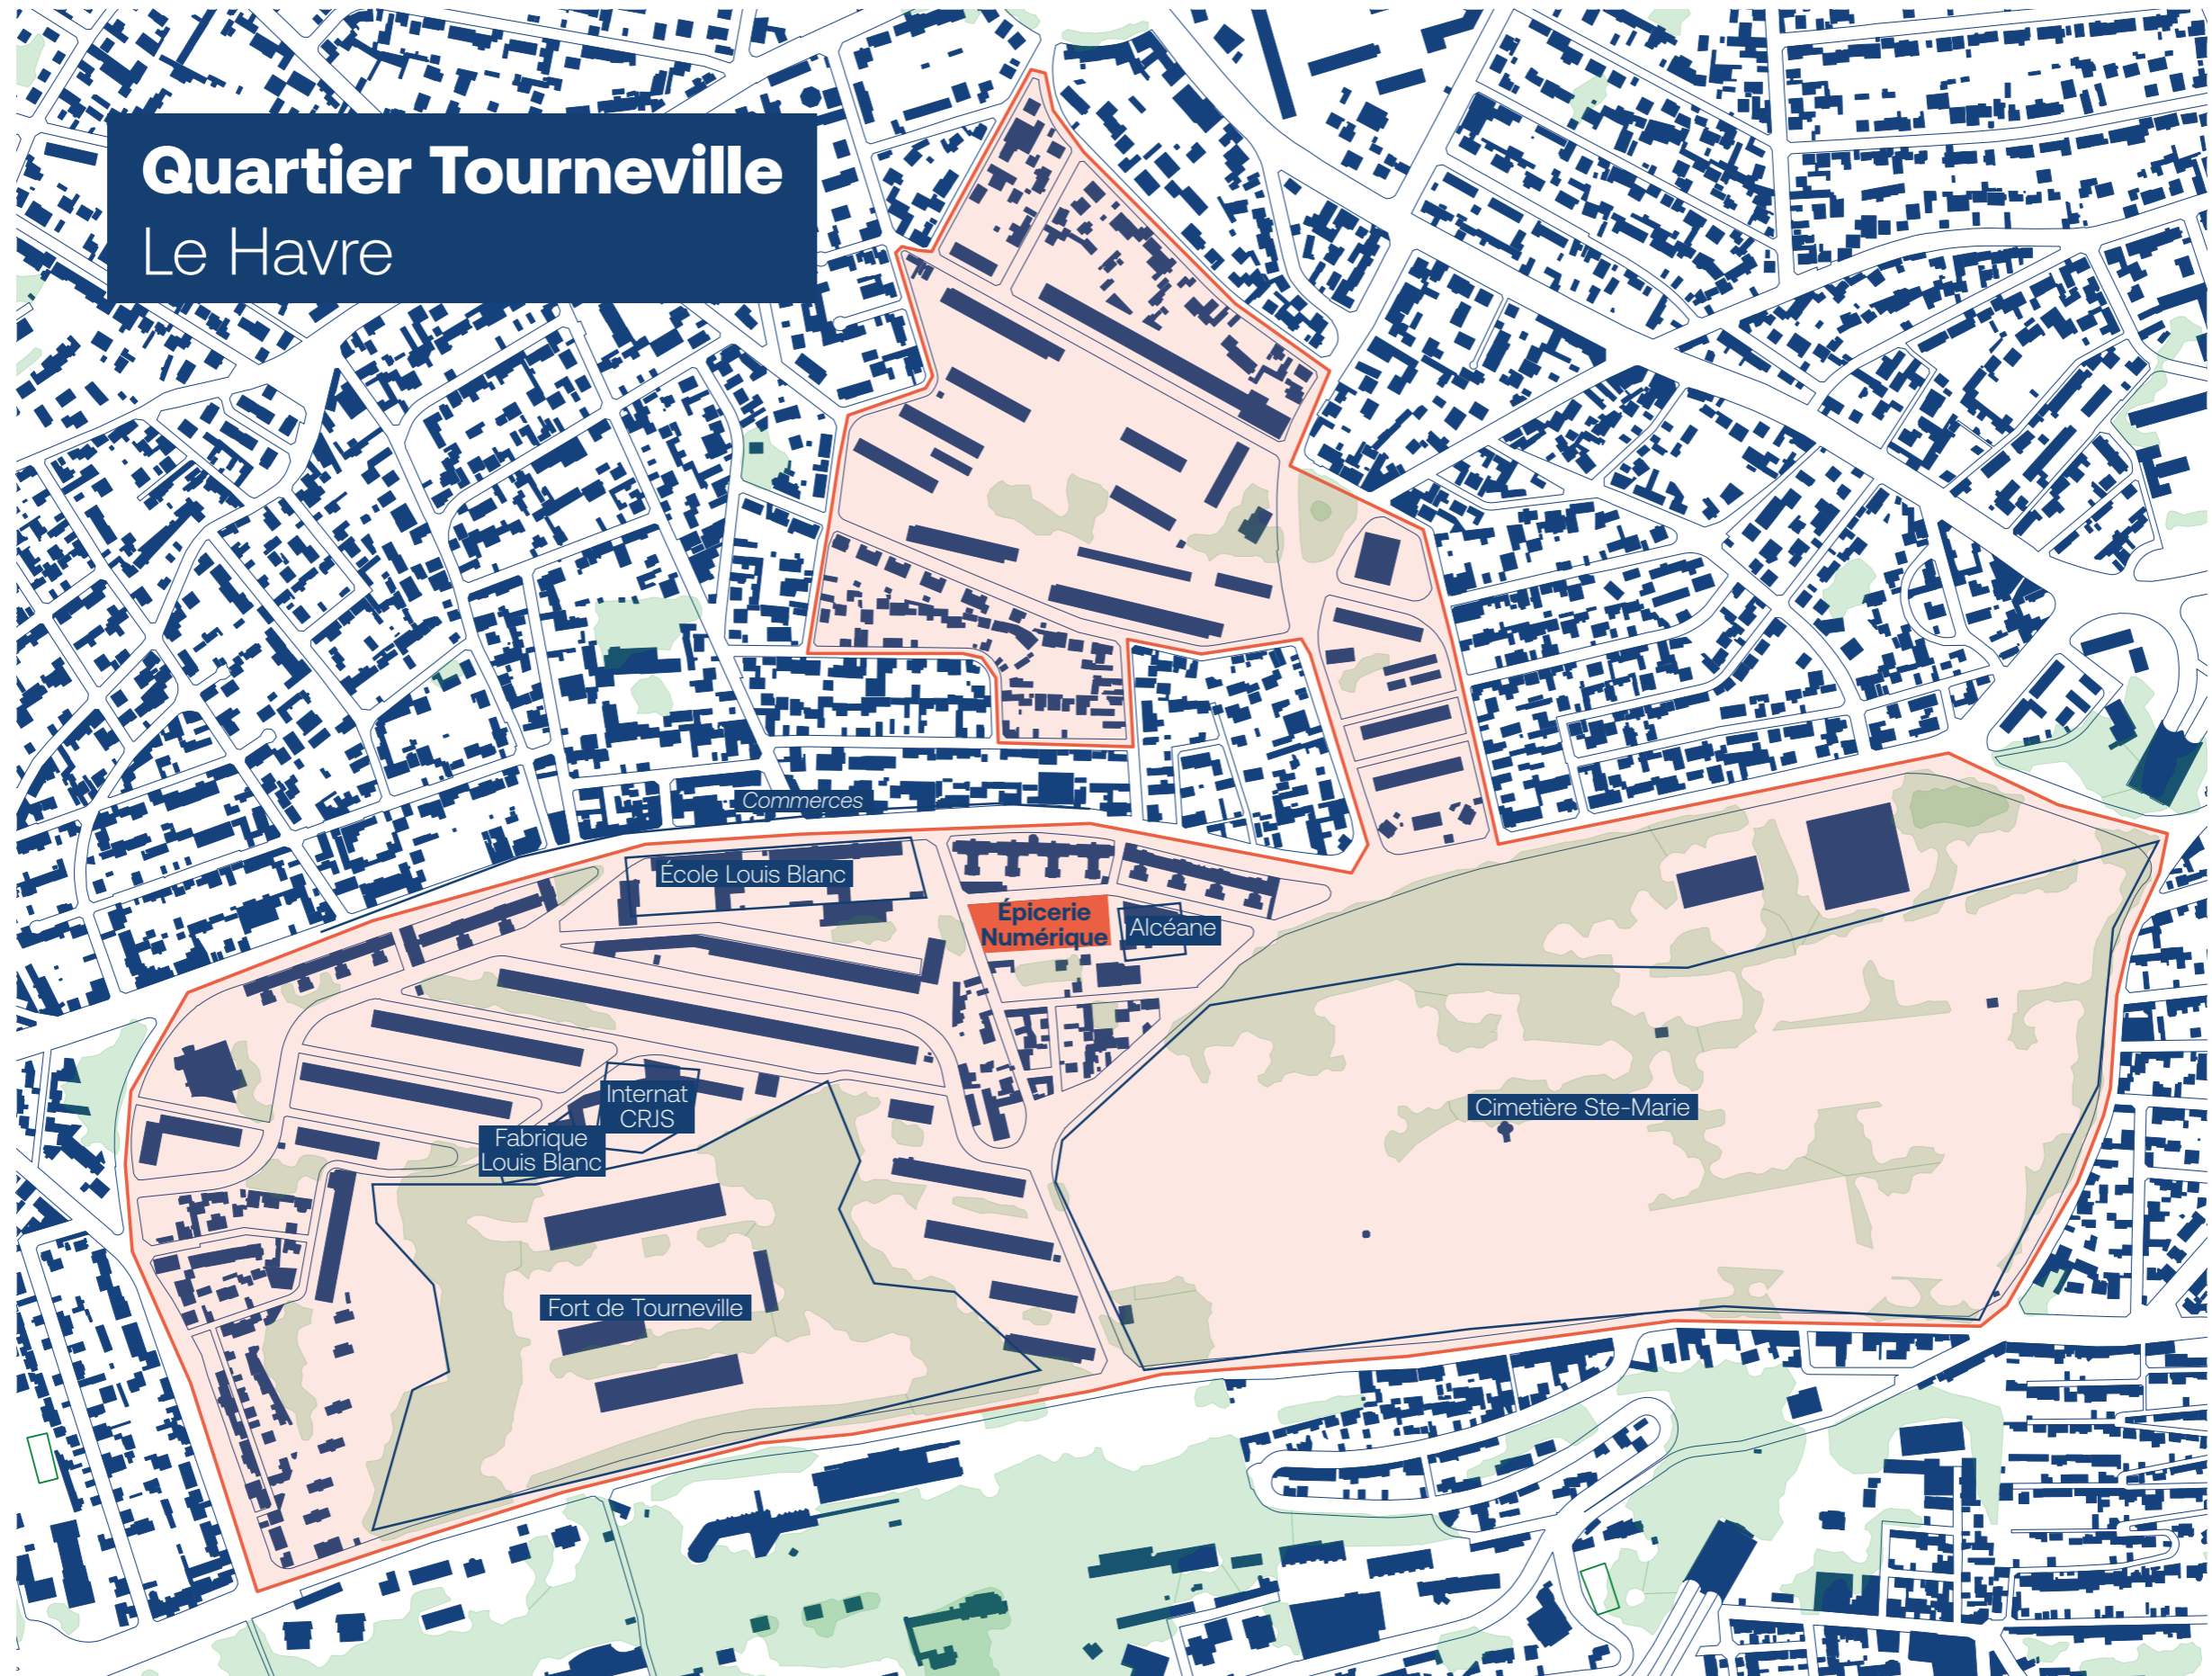 Quartier Tourneville
Le Havre
Commerces
École Louis Blanc
Épicerie
Numérique
Alcéane
Internat
CRJS
Cimetière Ste-Marie
Fabrique
Louis Blanc
Fort de Tourneville